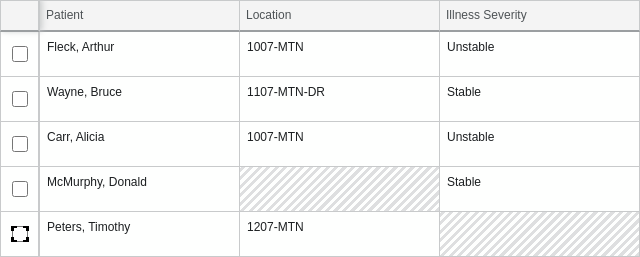 Patient Location Illness Severity
Fleck, Arthur 1007-MTN Unstable
Wayne, Bruce 1107-MTN-DR Stable
Carr, Alicia 1007-MTN Unstable
McMurphy, Donald Stable
Peters, Timothy 1207-MTN